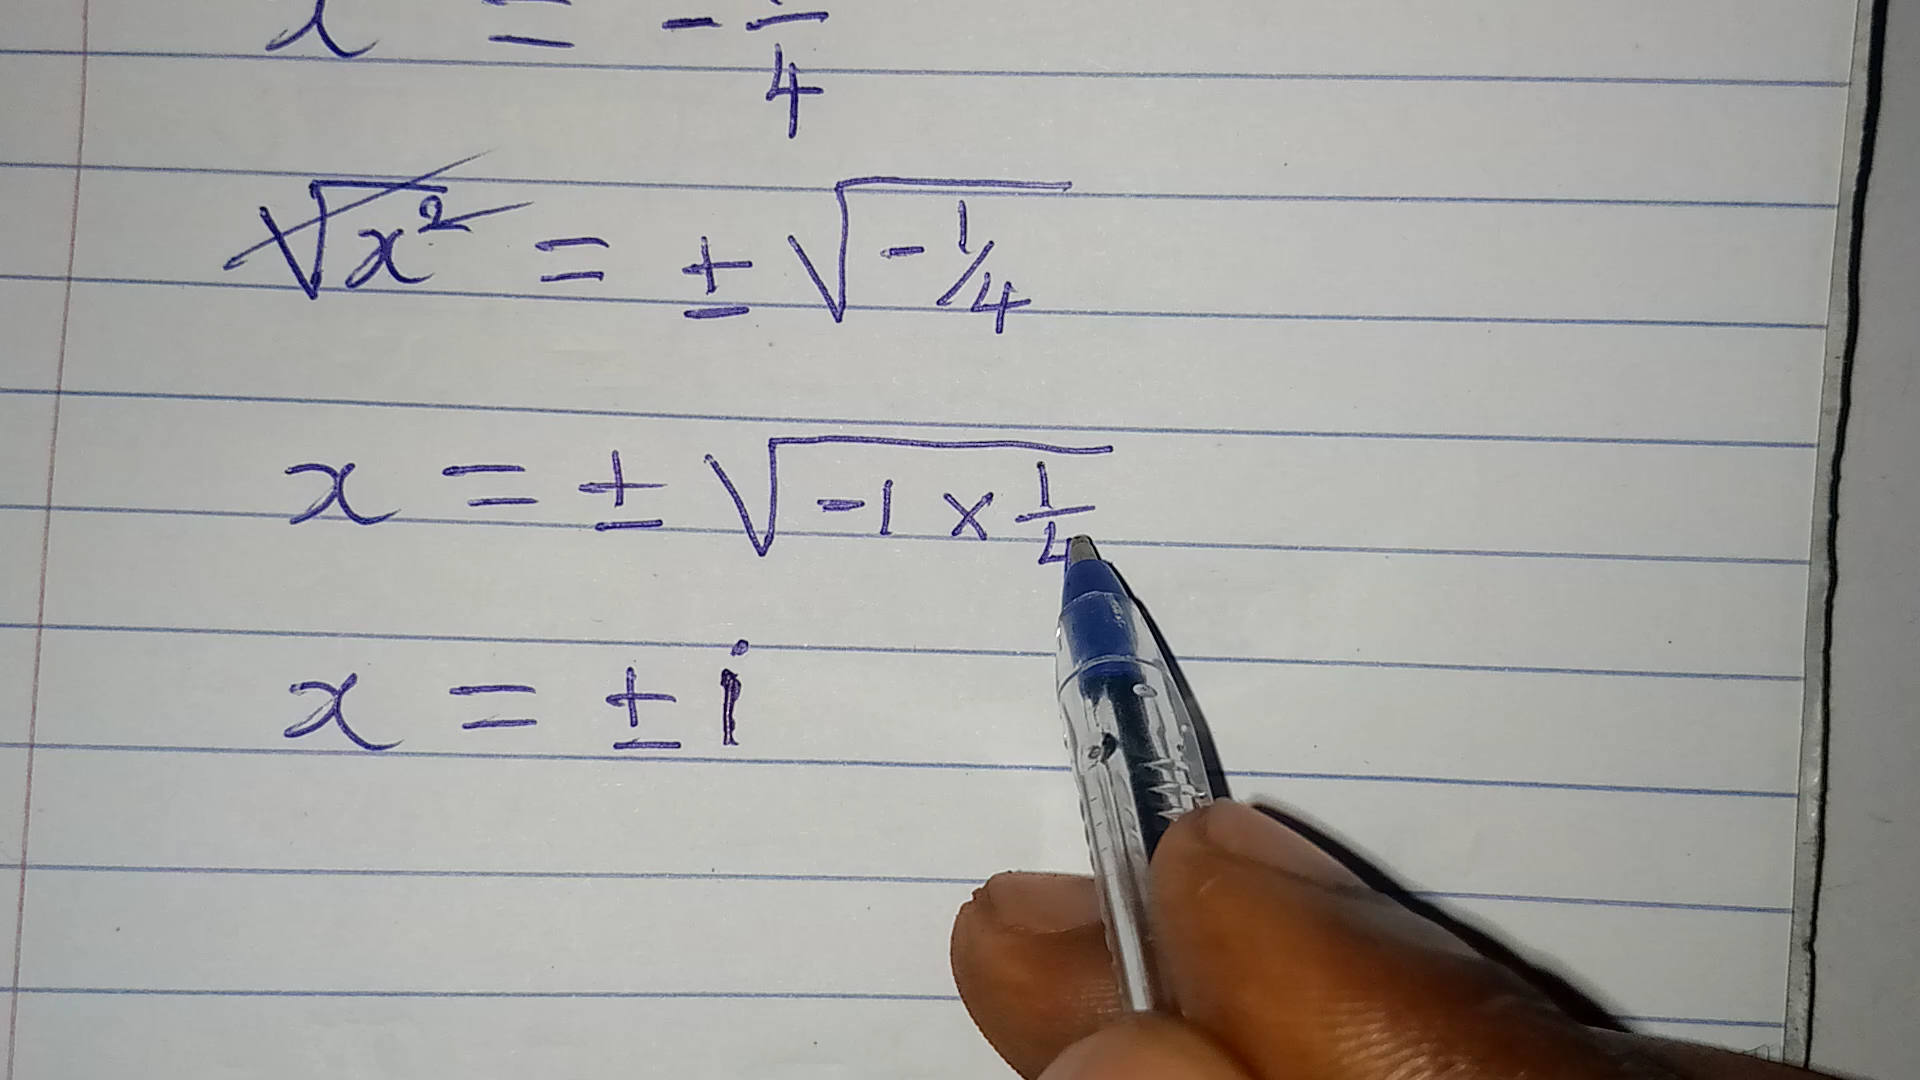 x = - /4
√x² = ± √-1/4
x = ± √-1 × 1/4
x = ± i